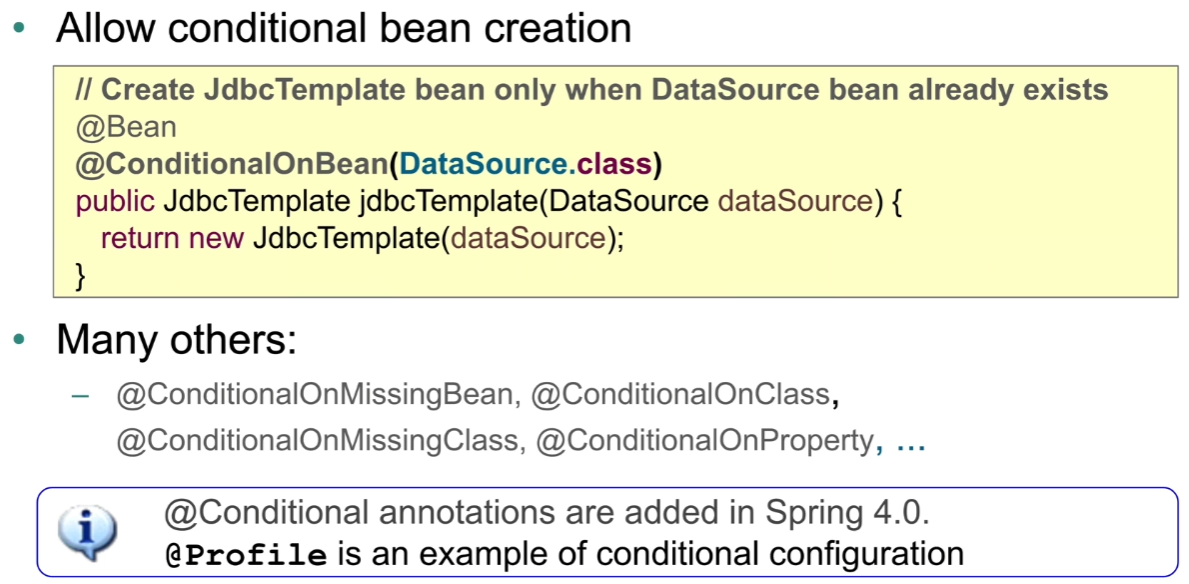 • Allow conditional bean creation
// Create JdbcTemplate bean only when DataSource bean already exists
@Bean
@ConditionalOnBean(DataSource.class)
public JdbcTemplate jdbcTemplate(DataSource dataSource) {
return new JdbcTemplate(dataSource);
}
• Many others:
– @ConditionalOnMissingBean, @ConditionalOnClass,
@ConditionalOnMissingClass, @ConditionalOnProperty, ...
@Conditional annotations are added in Spring 4.0.
@Profile is an example of conditional configuration